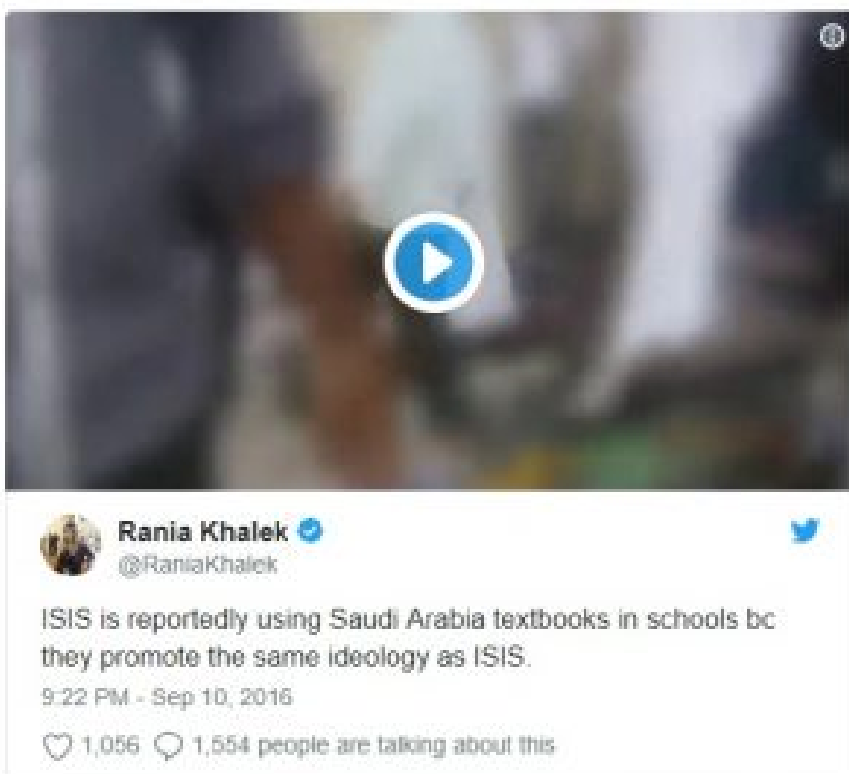 Rania Khalek
@RaniaKhalek
ISIS is reportedly using Saudi Arabia textbooks in schools bc
they promote the same ideology as ISIS.
9:22 PM - Sep 10, 2016
1,056 1,554 people are talking about this